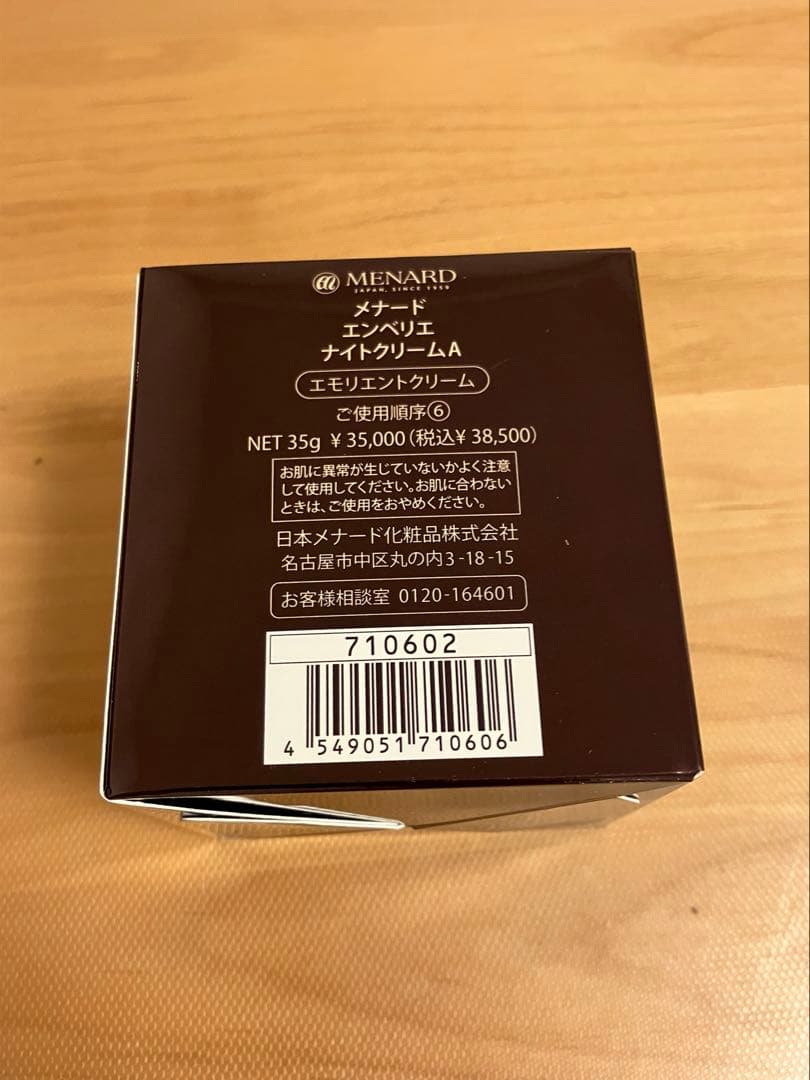 MENARD
JAPAN, SINCE 1959
メナード
エンベリエ
ナイトクリームA
エモリエントクリーム
ご使用順序⑥
NET 35g ¥35,000(税込¥38,500)
お肌に異常が生じていないかよく注意
して使用してください。お肌に合わない
ときは、ご使用をおやめください。
日本メナード化粧品株式会社
名古屋市中区丸の内3-18-15
お客様相談室 0120-164601
710602
4 549051 710606